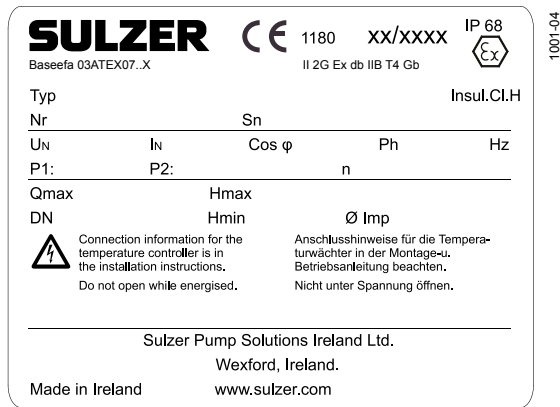 SULZER CE 1180 xx/xxxx IP 68
Baseefa 03ATEX07..X II 2G Ex db IIB T4 Gb Ex
Typ Insul.Cl.H
Nr Sn
UN IN Cos φ Ph Hz
P1: P2: n
Qmax Hmax
DN Hmin Ø Imp
Connection information for the
temperature controller is in
the installation instructions.
Do not open while energised.
Anschlusshinweise für die Tempera-
turwächter in der Montage-u.
Betriebsanleitung beachten.
Nicht unter Spannung öffnen.
Sulzer Pump Solutions Ireland Ltd.
Wexford, Ireland.
Made in Ireland www.sulzer.com
1001-04